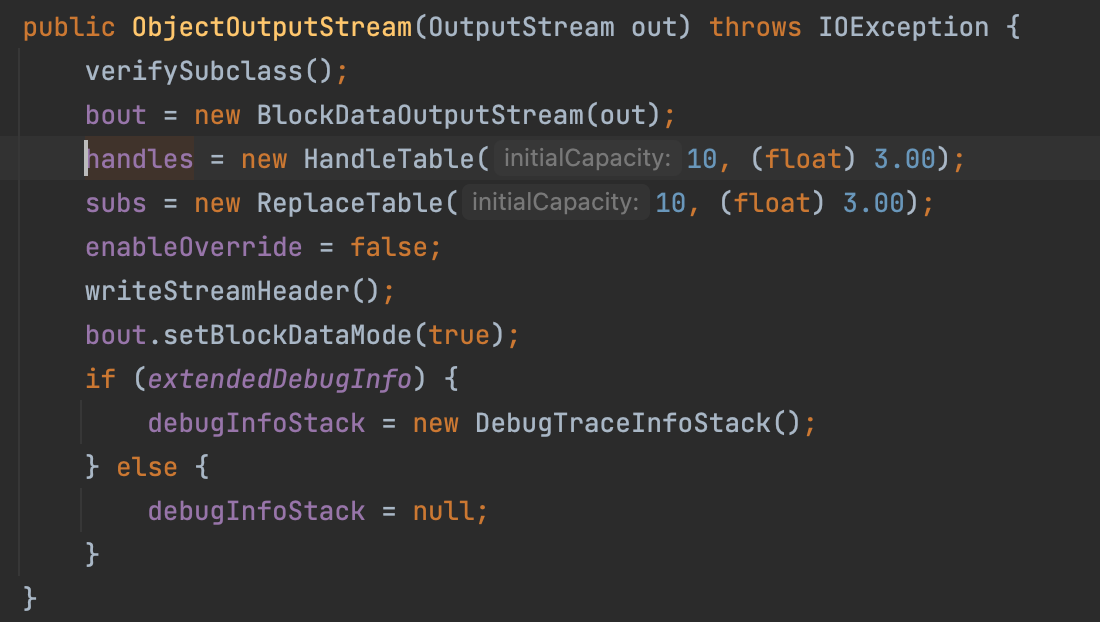 public ObjectOutputStream(OutputStream out) throws IOException {
    verifySubclass();
    bout = new BlockDataOutputStream(out);
    handles = new HandleTable( initialCapacity: 10, (float) 3.00);
    subs = new ReplaceTable( initialCapacity: 10, (float) 3.00);
    enableOverride = false;
    writeStreamHeader();
    bout.setBlockDataMode(true);
    if (extendedDebugInfo) {
        debugInfoStack = new DebugTraceInfoStack();
    } else {
        debugInfoStack = null;
    }
}